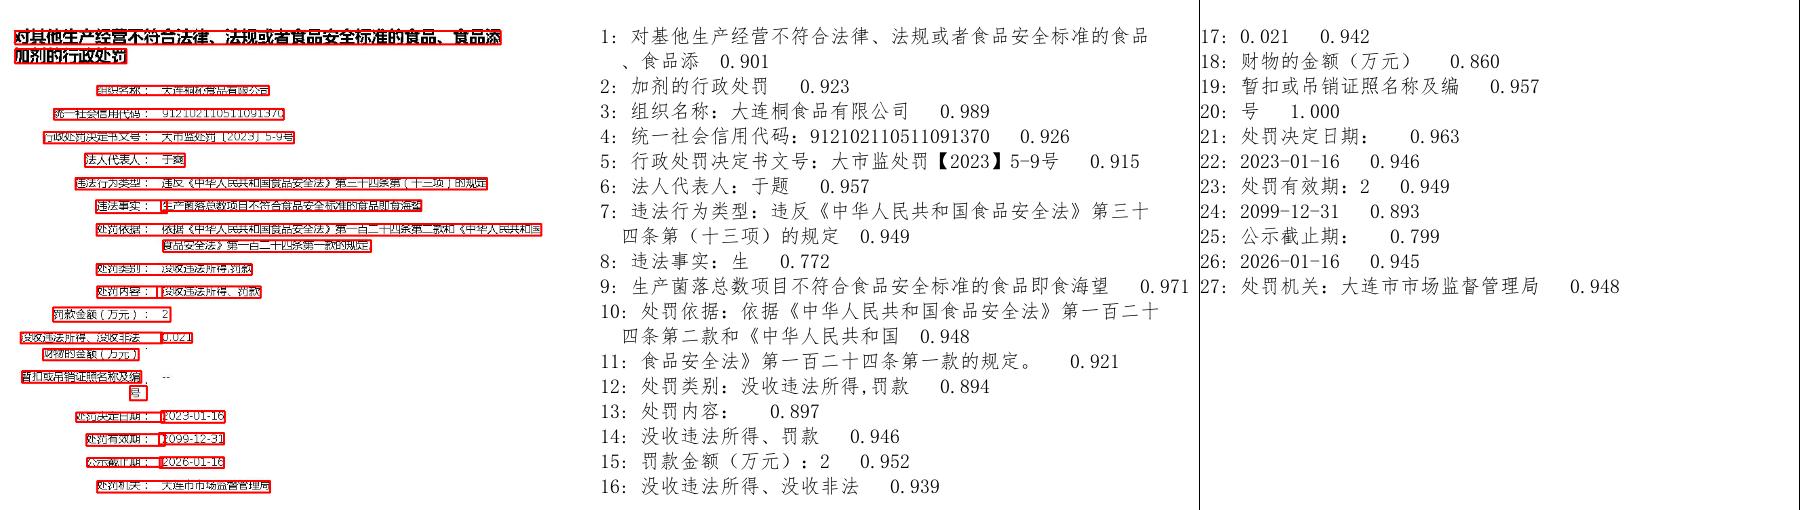 对其他生产经营不符合法律、法规或者食品安全标准的食品、食品添
加剂的行政处罚
组织名称： 大连桐杉食品有限公司
统一社会信用代码： 912102110511091370
行政处罚决定书文号： 大市监处罚〔2023〕5-9号
法人代表人： 于
违法行为类型： 违反《中华人民共和国食品安全法》第三十四条第（十三项）的规定
违法事实： 生产菌落总数项目不符合食品安全标准的食品即食海蜇
处罚依据： 依据《中华人民共和国食品安全法》第一百二十四条第二款和《中华人民共和国
食品安全法》第一百二十四条第一款的规定。
处罚类别： 没收违法所得,罚款
处罚内容： 没收违法所得、罚款
罚款金额（万元）： 2
没收违法所得、没收非法 0.021
财物的金额（万元）
暂扣或吊销证照名称及编 --
号
处罚决定日期： 2023-01-16
处罚有效期： 2099-12-31
公示截止期： 2026-01-16
处罚机关： 大连市市场监督管理局
1: 对基他生产经营不符合法律、法规或者食品安全标准的食品
、食品添 0.901
2: 加剂的行政处罚 0.923
3: 组织名称: 大连桐食品有限公司 0.989
4: 统一社会信用代码: 912102110511091370 0.926
5: 行政处罚决定书文号: 大市监处罚【2023】5-9号 0.915
6: 法人代表人: 于题 0.957
7: 违法行为类型: 违反《中华人民共和国食品安全法》第三十
四条第（十三项）的规定 0.949
8: 违法事实: 生 0.772
9: 生产菌落总数项目不符合食品安全标准的食品即食海望 0.971
10: 处罚依据: 依据《中华人民共和国食品安全法》第一百二十
四条第二款和《中华人民共和国 0.948
11: 食品安全法》第一百二十四条第一款的规定。 0.921
12: 处罚类别: 没收违法所得,罚款 0.894
13: 处罚内容: 0.897
14: 没收违法所得、罚款 0.946
15: 罚款金额（万元）: 2 0.952
16: 没收违法所得、没收非法 0.939
17: 0.021 0.942
18: 财物的金额（万元） 0.860
19: 暂扣或吊销证照名称及编 0.957
20: 号 1.000
21: 处罚决定日期: 0.963
22: 2023-01-16 0.946
23: 处罚有效期: 2 0.949
24: 2099-12-31 0.893
25: 公示截止期: 0.799
26: 2026-01-16 0.945
27: 处罚机关: 大连市市场监督管理局 0.948